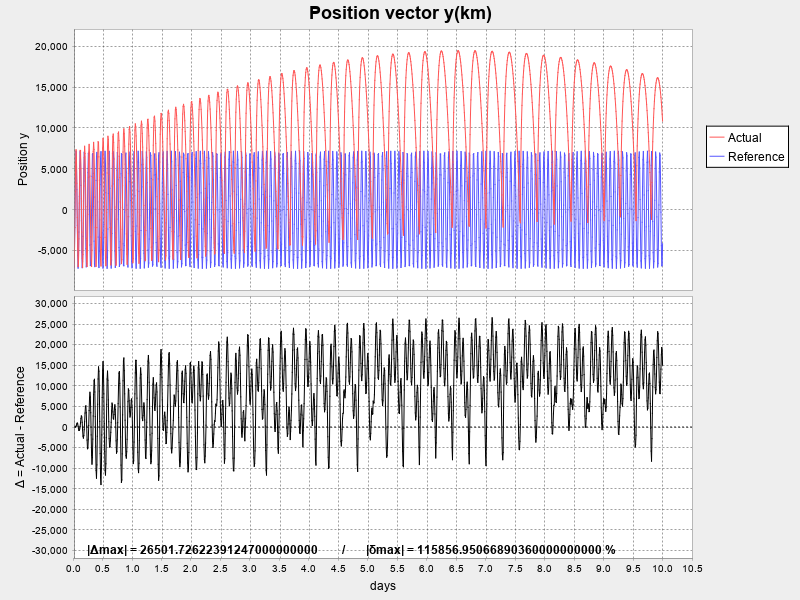 Position vector y(km)
20,000
15,000
10,000
5,000
0
-5,000
Position y
Actual
Reference
30,000
25,000
20,000
15,000
10,000
5,000
0
-5,000
-10,000
-15,000
-20,000
-25,000
-30,000
Δ = Actual - Reference
|Δmax| = 26501.72622391247000000000 / |δmax| = 115856.95066890360000000000 %
0.0 0.5 1.0 1.5 2.0 2.5 3.0 3.5 4.0 4.5 5.0 5.5 6.0 6.5 7.0 7.5 8.0 8.5 9.0 9.5 10.0 10.5
days